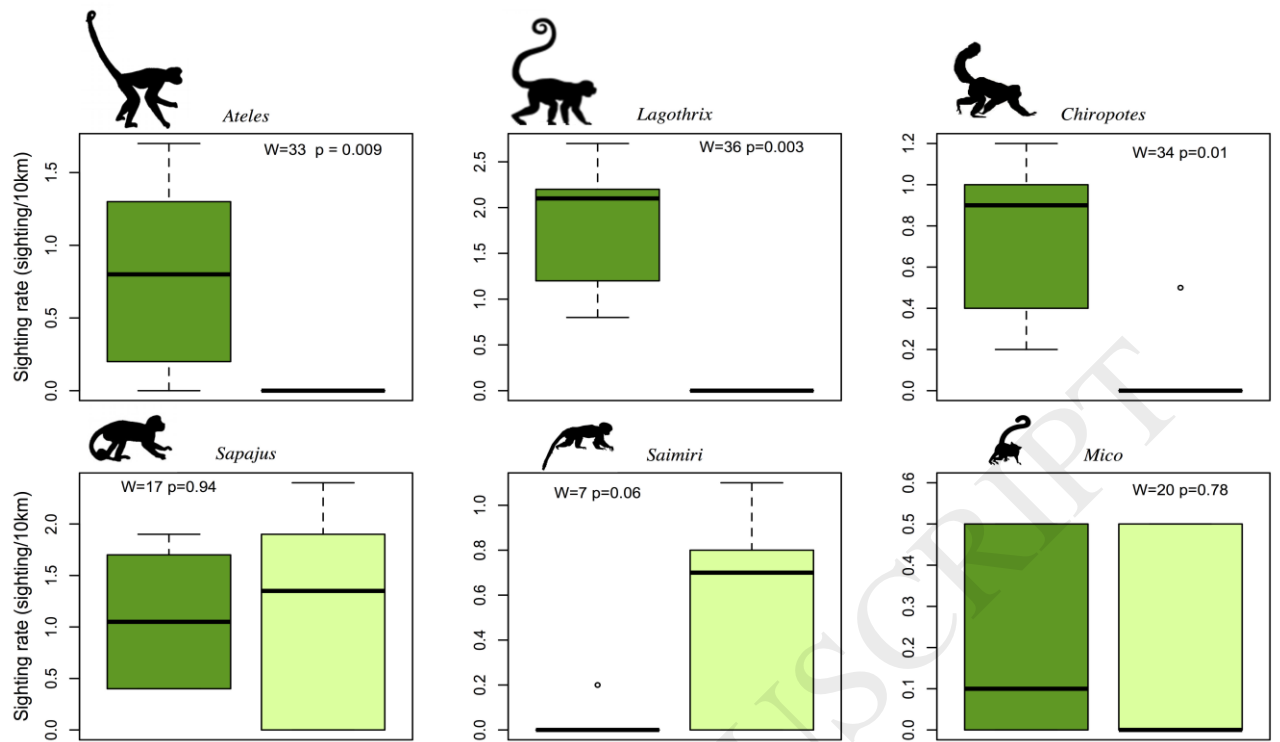 Ateles
Lagothrix
Chiropotes
Sighting rate (sighting/10km)
0.0
0.5
1.0
1.5
W=33 p = 0.009
0.0
0.5
1.0
1.5
2.0
2.5
W=36 p=0.003
0.0
0.2
0.4
0.6
0.8
1.0
1.2
W=34 p=0.01
Sapajus
Saimiri
Mico
Sighting rate (sighting/10km)
0.0
0.5
1.0
1.5
2.0
W=17 p=0.94
0.0
0.2
0.4
0.6
0.8
1.0
W=7 p=0.06
0.0
0.1
0.2
0.3
0.4
0.5
0.6
W=20 p=0.78
USCRIPT